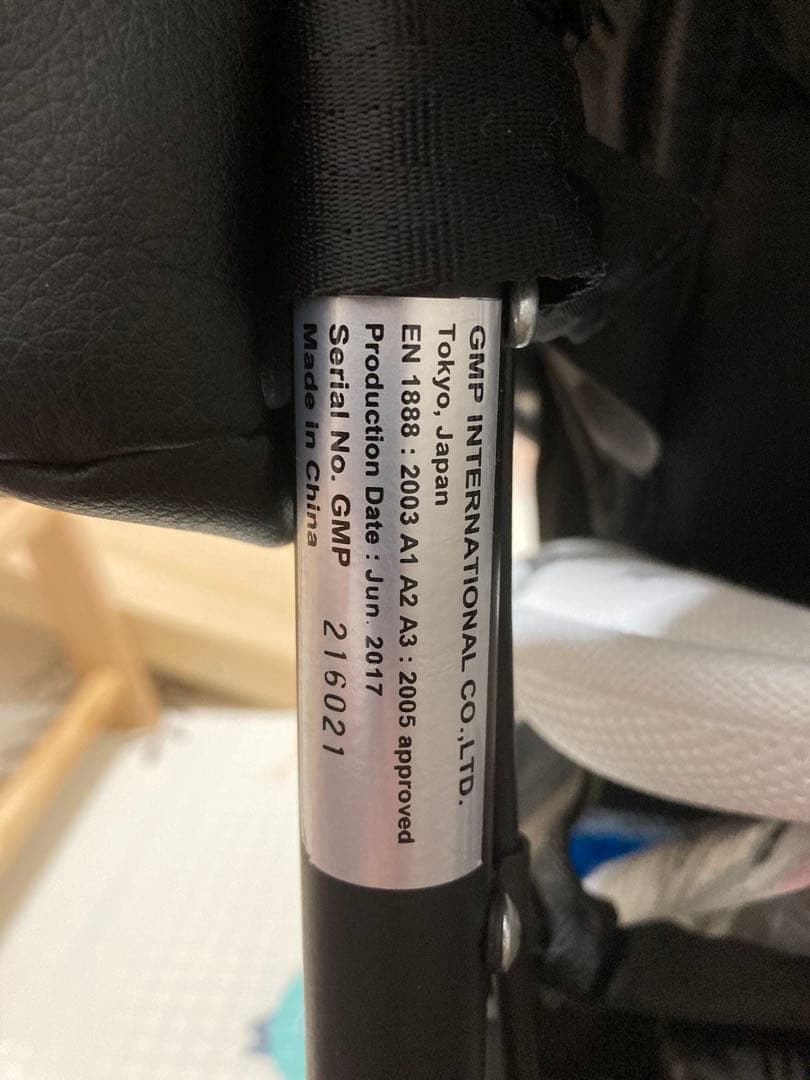 GMP INTERNATIONAL CO.,LTD.
Tokyo, Japan
EN 1888 : 2003 A1 A2 A3 : 2005 approved
Production Date : Jun. 2017
Serial No. GMP 216021
Made in China